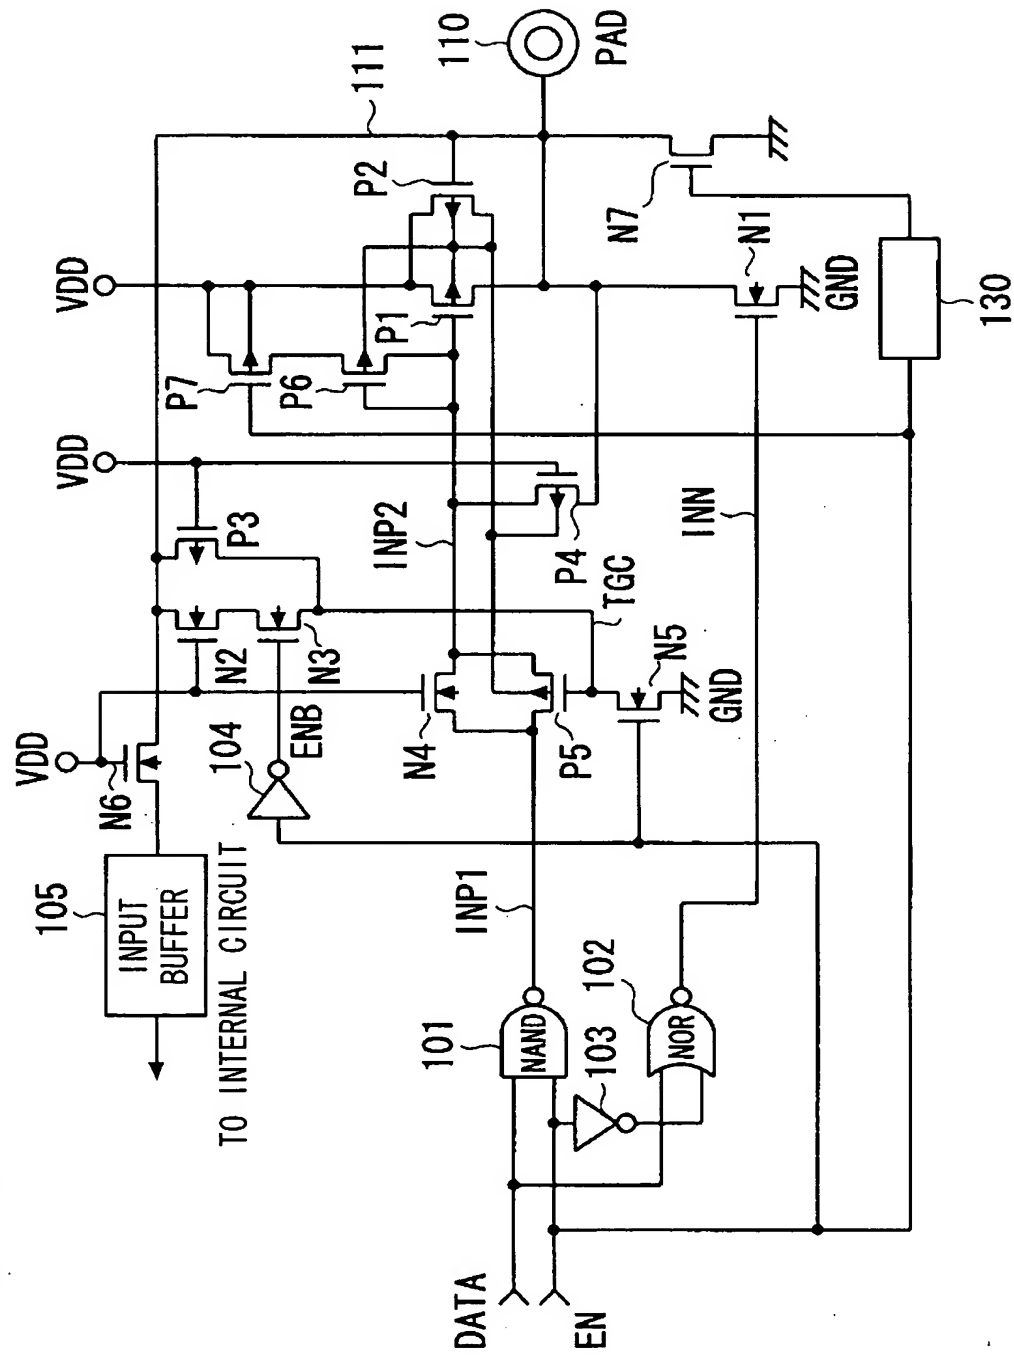 DATA
EN
101
NAND
103
102
NOR
INP1
INN
105
INPUT
BUFFER
TO INTERNAL CIRCUIT
VDD
N6
104
ENB
N2
N3
P3
N4
P5
N5
GND
TGC
INP2
P4
VDD
P7
P6
VDD
P1
P2
111
110
PAD
N7
N1
GND
130